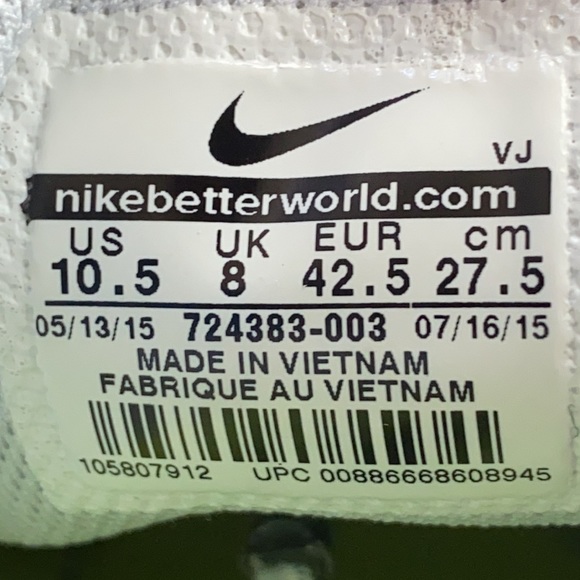 VJ
nikebetterworld.com
US UK EUR cm
10.5 8 42.5 27.5
05/13/15 724383-003 07/16/15
MADE IN VIETNAM
FABRIQUE AU VIETNAM
105807912 UPC 00886668608945